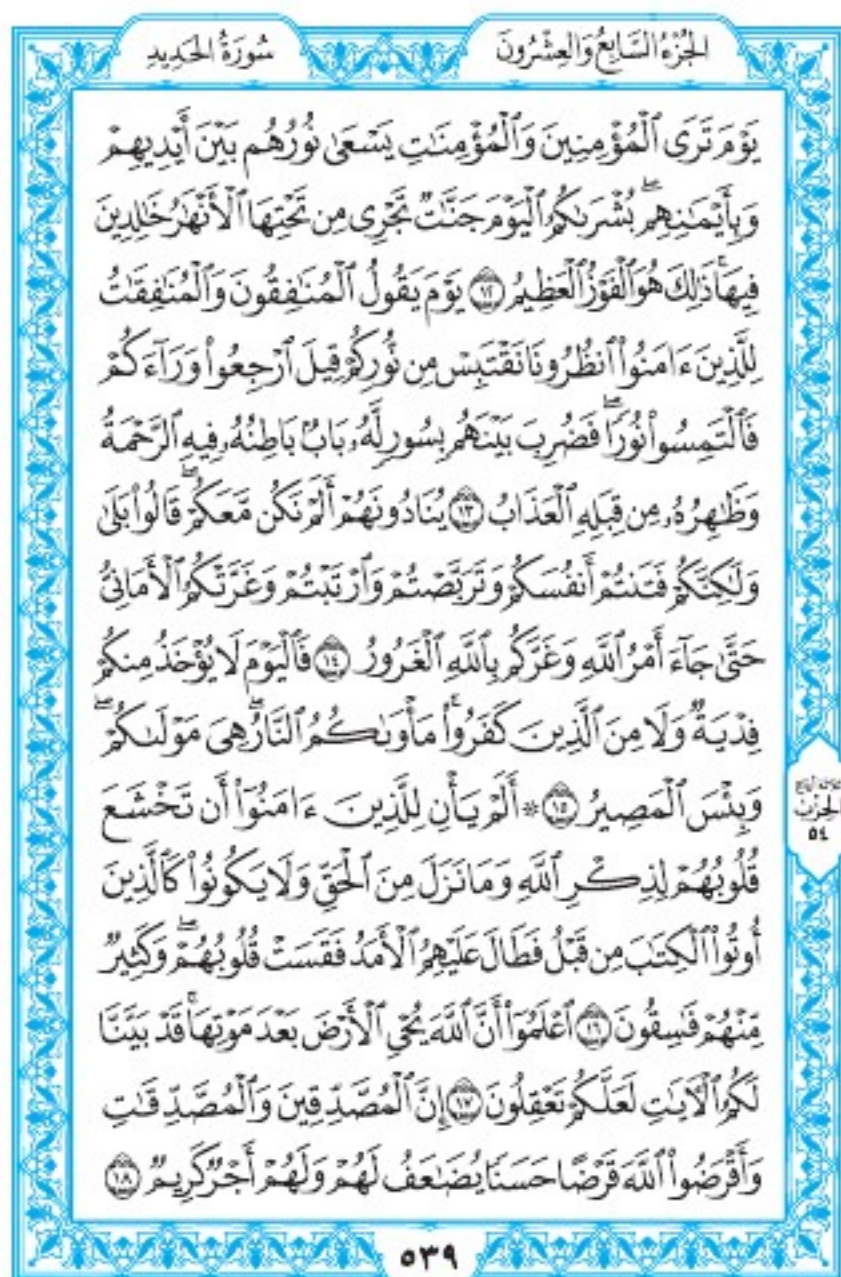 الجُزْءُ السَّابِعُ وَالعِشْرُونَ
سُورَةُ الحَدِيدِ
يَوْمَ تَرَى ٱلْمُؤْمِنِينَ وَٱلْمُؤْمِنَٰتِ يَسْعَىٰ نُورُهُم بَيْنَ أَيْدِيهِمْ
وَبِأَيْمَٰنِهِمۖ بُشْرَىٰكُمُ ٱلْيَوْمَ جَنَّٰتٌ تَجْرِى مِن تَحْتِهَا ٱلْأَنْهَٰرُ خَٰلِدِينَ
فِيهَاۚ ذَٰلِكَ هُوَ ٱلْفَوْزُ ٱلْعَظِيمُ ١٢ يَوْمَ يَقُولُ ٱلْمُنَٰفِقُونَ وَٱلْمُنَٰفِقَٰتُ
لِلَّذِينَ ءَامَنُوا۟ ٱنظُرُونَا نَقْتَبِسْ مِن نُّورِكُمْ قِيلَ ٱرْجِعُوا۟ وَرَآءَكُمْ
فَٱلْتَمِسُوا۟ نُورًاۖ فَضُرِبَ بَيْنَهُم بِسُورٍ لَّهُۥ بَابٌۢ بَاطِنُهُۥ فِيهِ ٱلرَّحْمَةُ
وَظَٰهِرُهُۥ مِن قِبَلِهِ ٱلْعَذَابُ ١٣ يُنَادُونَهُمْ أَلَمْ نَكُن مَّعَكُمْۖ قَالُوا۟ بَلَىٰ
وَلَٰكِنَّكُمْ فَتَنتُمْ أَنفُسَكُمْ وَتَرَبَّصْتُمْ وَٱرْتَبْتُمْ وَغَرَّتْكُمُ ٱلْأَمَانِىُّ
حَتَّىٰ جَآءَ أَمْرُ ٱللَّهِ وَغَرَّكُم بِٱللَّهِ ٱلْغَرُورُ ١٤ فَٱلْيَوْمَ لَا يُؤْخَذُ مِنكُمْ
فِدْيَةٌ وَلَا مِنَ ٱلَّذِينَ كَفَرُوا۟ۚ مَأْوَىٰكُمُ ٱلنَّارُۖ هِىَ مَوْلَىٰكُمْۖ
وَبِئْسَ ٱلْمَصِيرُ ١٥ ۞ أَلَمْ يَأْنِ لِلَّذِينَ ءَامَنُوٓا۟ أَن تَخْشَعَ
قُلُوبُهُمْ لِذِكْرِ ٱللَّهِ وَمَا نَزَلَ مِنَ ٱلْحَقِّ وَلَا يَكُونُوا۟ كَٱلَّذِينَ
أُوتُوا۟ ٱلْكِتَٰبَ مِن قَبْلُ فَطَالَ عَلَيْهِمُ ٱلْأَمَدُ فَقَسَتْ قُلُوبُهُمْۖ وَكَثِيرٌ
مِّنْهُمْ فَٰسِقُونَ ١٦ ٱعْلَمُوٓا۟ أَنَّ ٱللَّهَ يُحْىِ ٱلْأَرْضَ بَعْدَ مَوْتِهَاۚ قَدْ بَيَّنَّا
لَكُمُ ٱلْءَايَٰتِ لَعَلَّكُمْ تَعْقِلُونَ ١٧ إِنَّ ٱلْمُصَّدِّقِينَ وَٱلْمُصَّدِّقَٰتِ
وَأَقْرَضُوا۟ ٱللَّهَ قَرْضًا حَسَنًا يُضَٰعَفُ لَهُمْ وَلَهُمْ أَجْرٌ كَرِيمٌ ١٨
الحِزْبِ
٥٤
٥٣٩